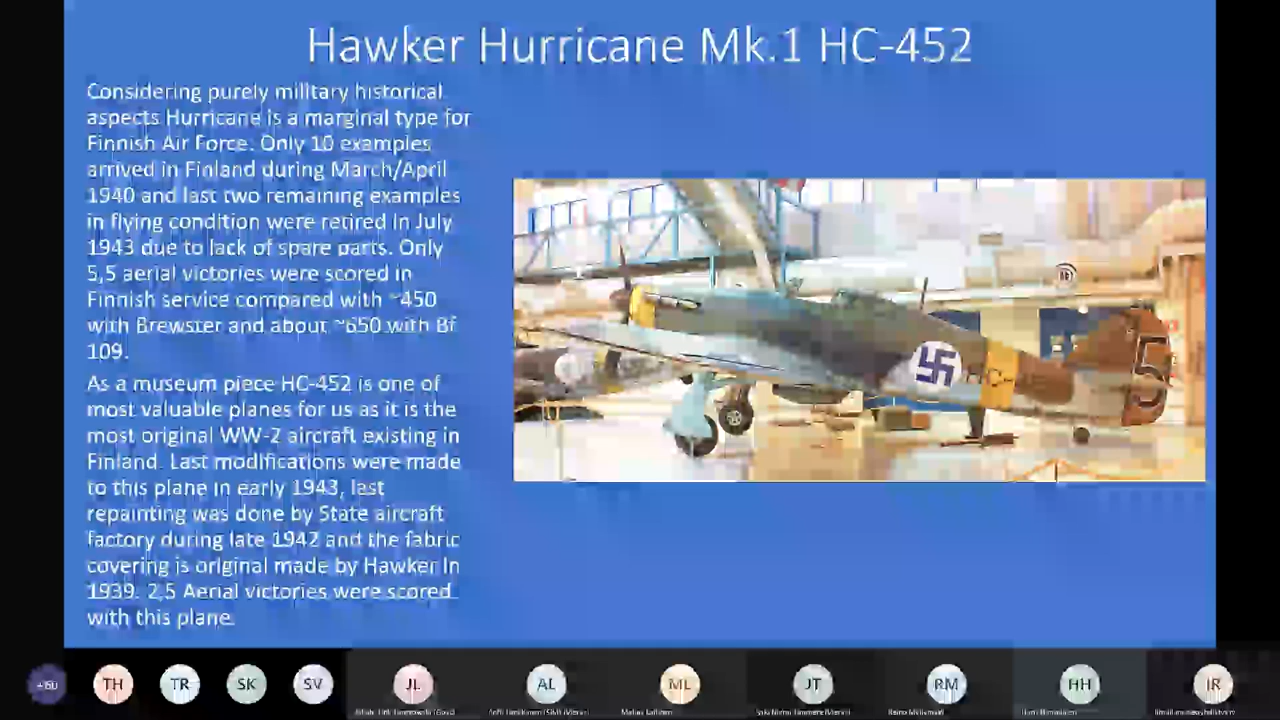 Hawker Hurricane Mk.1 HC-452
Considering purely military historical
aspects Hurricane is a marginal type for
Finnish Air Force. Only 10 examples
arrived in Finland during March/April
1940 and last two remaining examples
in flying condition were retired in July
1943 due to lack of spare parts. Only
5,5 aerial victories were scored in
Finnish service compared with ~450
with Brewster and about ~650 with Bf
109.
As a museum piece HC-452 is one of
most valuable planes for us as it is the
most original WW-2 aircraft existing in
Finland. Last modifications were made
to this plane in early 1943, last
repainting was done by State aircraft
factory during late 1942 and the fabric
covering is original made by Hawker in
1939. 2,5 Aerial victories were scored
with this plane.
HC-
5
+60
TH
TR
SK
SV
JL
AL
ML
JT
RM
HH
IR